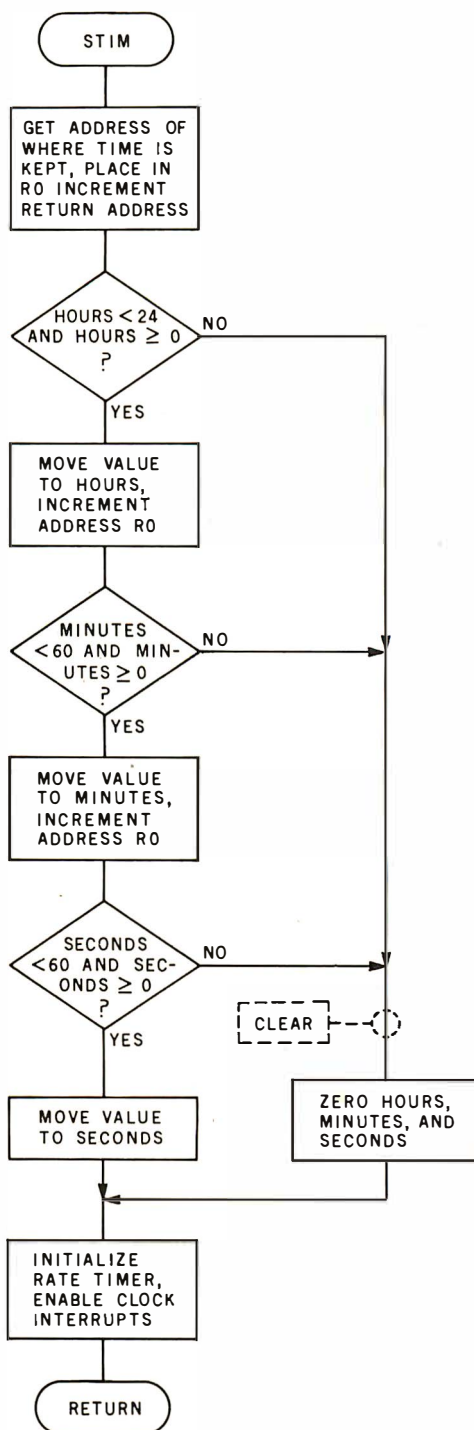 STIM
GET ADDRESS OF
WHERE TIME IS
KEPT, PLACE IN
RO INCREMENT
RETURN ADDRESS
HOURS < 24
AND HOURS ≥ 0
?
NO
YES
MOVE VALUE
TO HOURS,
INCREMENT
ADDRESS RO
MINUTES
<60 AND MIN-
UTES ≥ 0
?
NO
YES
MOVE VALUE
TO MINUTES,
INCREMENT
ADDRESS RO
SECONDS
<60 AND SEC-
ONDS ≥ 0
?
NO
YES
CLEAR
MOVE VALUE
TO SECONDS
ZERO HOURS,
MINUTES, AND
SECONDS
INITIALIZE
RATE TIMER,
ENABLE CLOCK
INTERRUPTS
RETURN